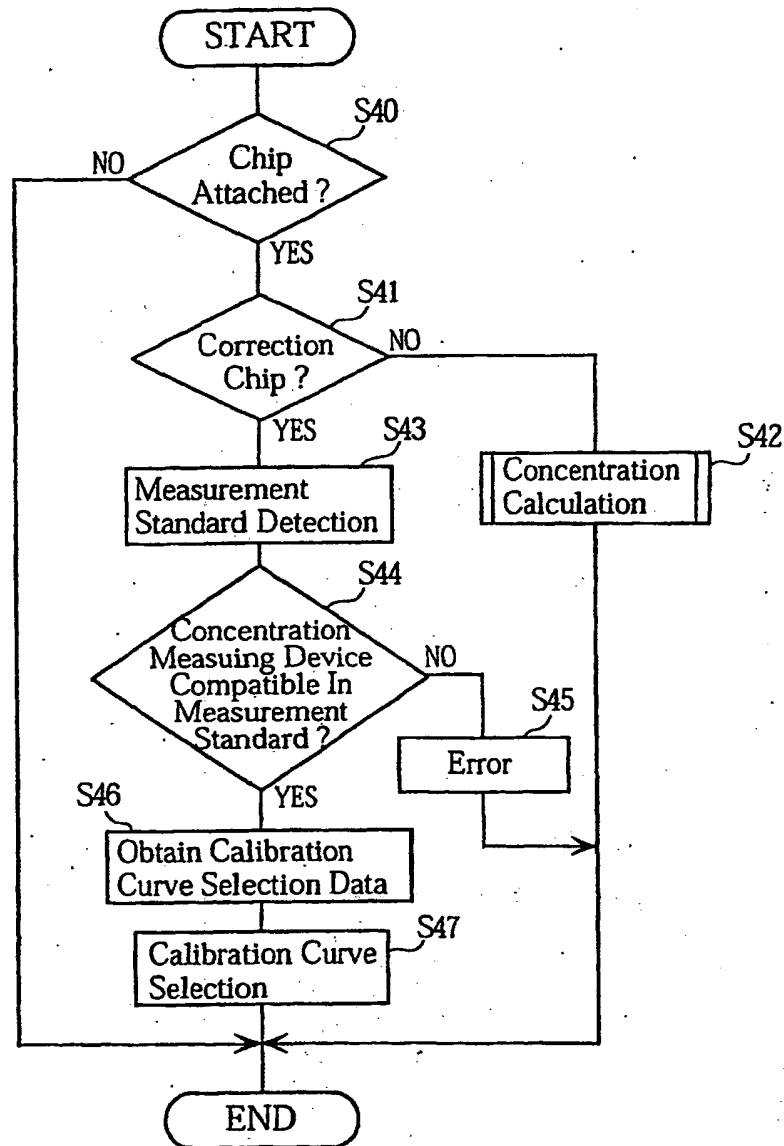 START
S40
NO
Chip
Attached ?
YES
S41
Correction
Chip ?
NO
YES
S43
Measurement
Standard Detection
S42
Concentration
Calculation
S44
Concentration
Measuing Device
Compatible In
Measurement
Standard ?
NO
S45
Error
YES
S46
Obtain Calibration
Curve Selection Data
S47
Calibration Curve
Selection
END